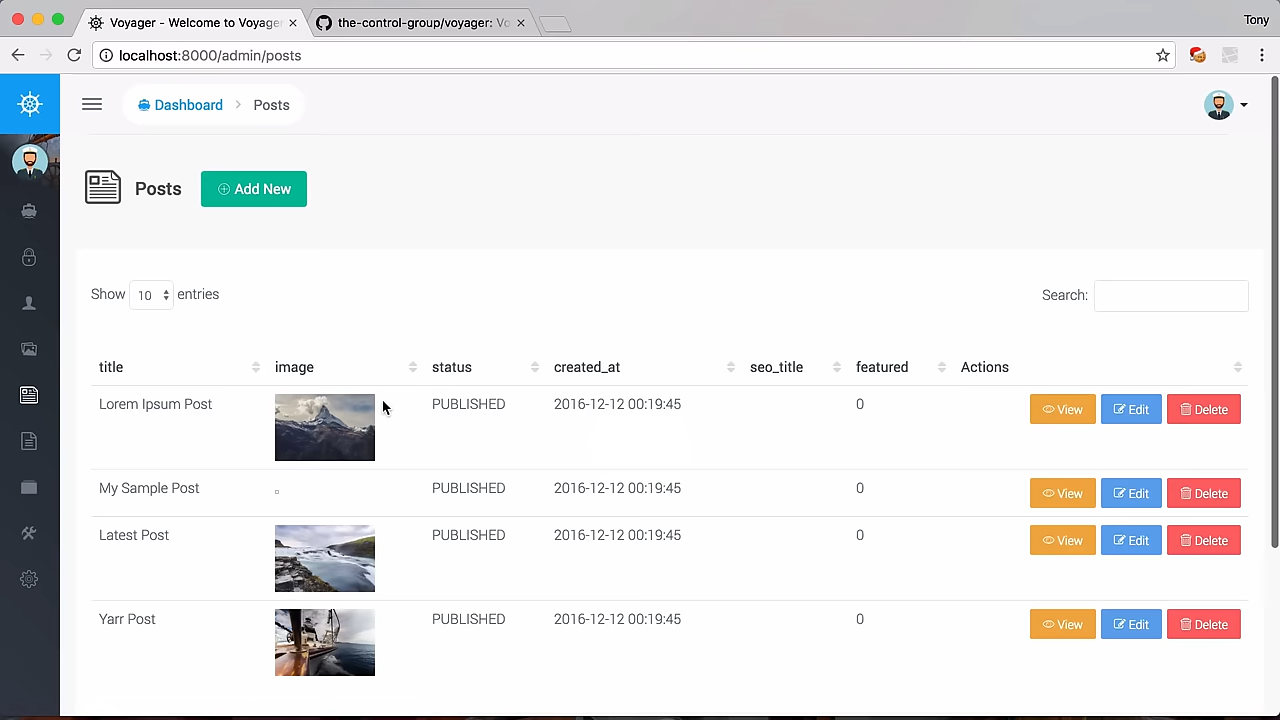 Voyager - Welcome to Voyager
the-control-group/voyager: Vo
Tony
localhost:8000/admin/posts
Dashboard > Posts
Posts
Add New
Show 10 entries
Search:
title image status created_at seo_title featured Actions
Lorem Ipsum Post PUBLISHED 2016-12-12 00:19:45 0 View Edit Delete
My Sample Post PUBLISHED 2016-12-12 00:19:45 0 View Edit Delete
Latest Post PUBLISHED 2016-12-12 00:19:45 0 View Edit Delete
Yarr Post PUBLISHED 2016-12-12 00:19:45 0 View Edit Delete